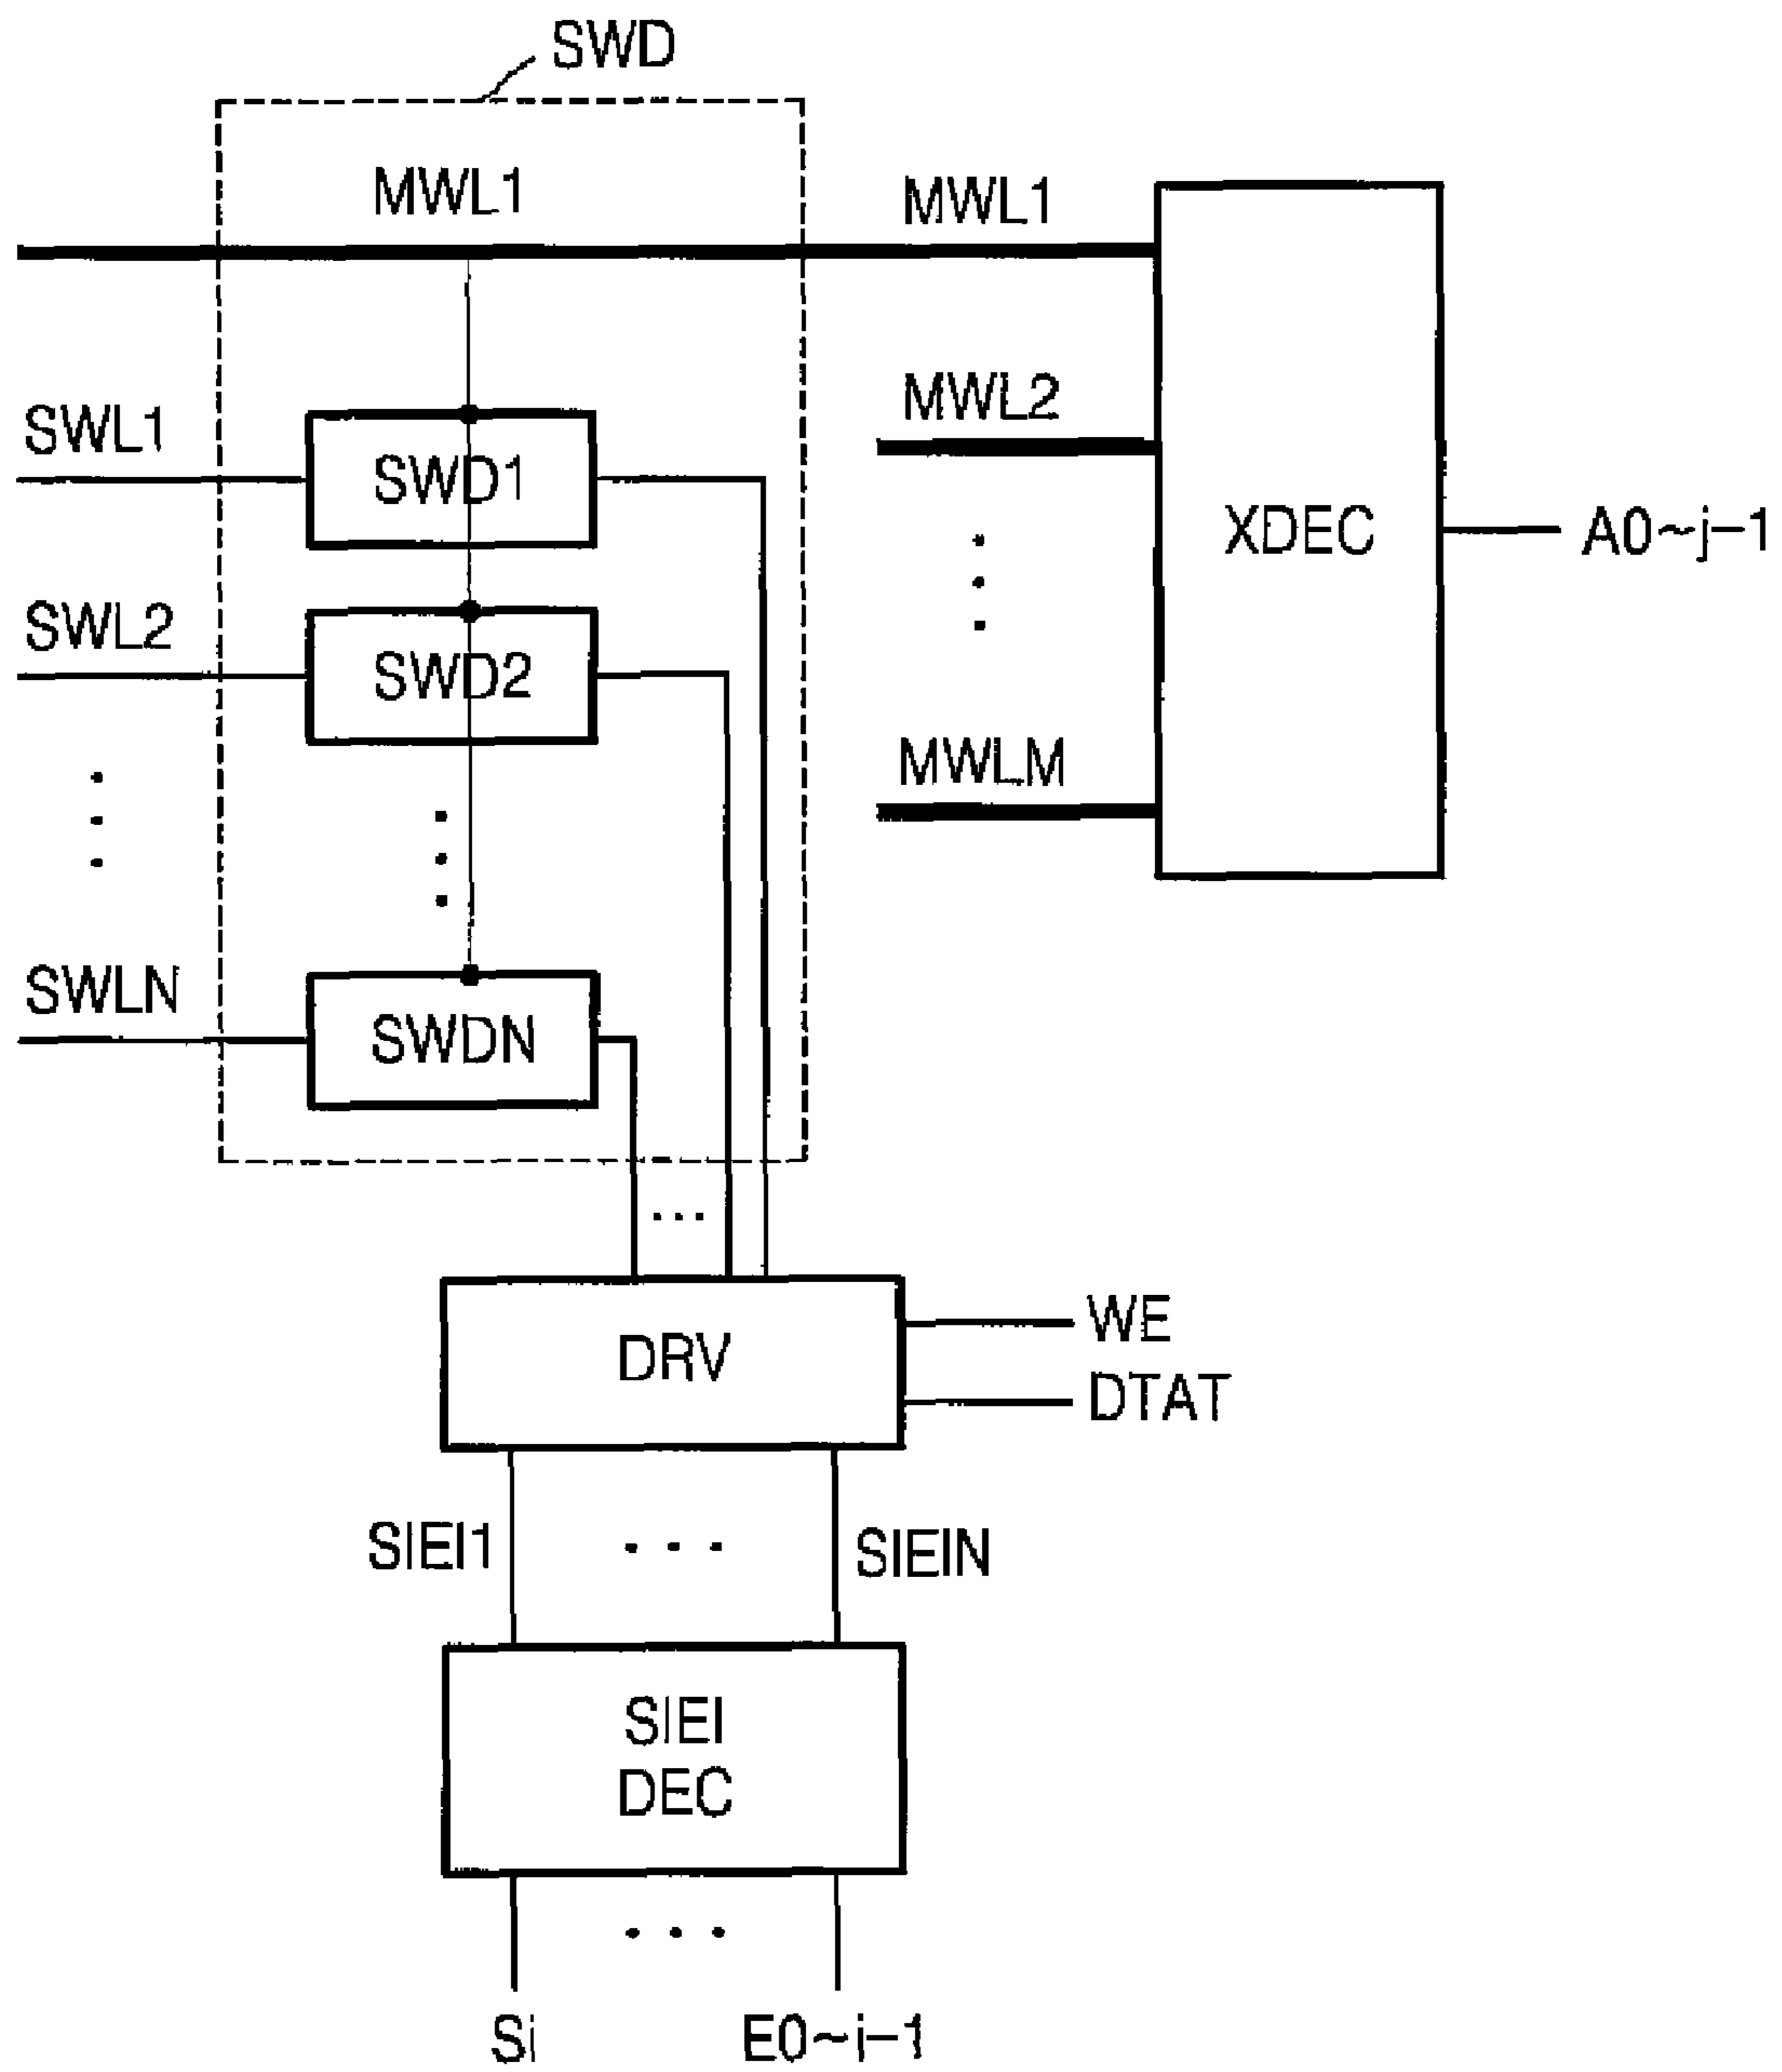 SWD
MWL1
MWL1
SWL1
SWD1
MWL2
XDEC
A0~j-1
SWL2
SWD2
MWLM
SWLN
SWDN
DRV
WE
DTAT
SIEI1
SIEIN
SIEI
DEC
Si
E0~i-1